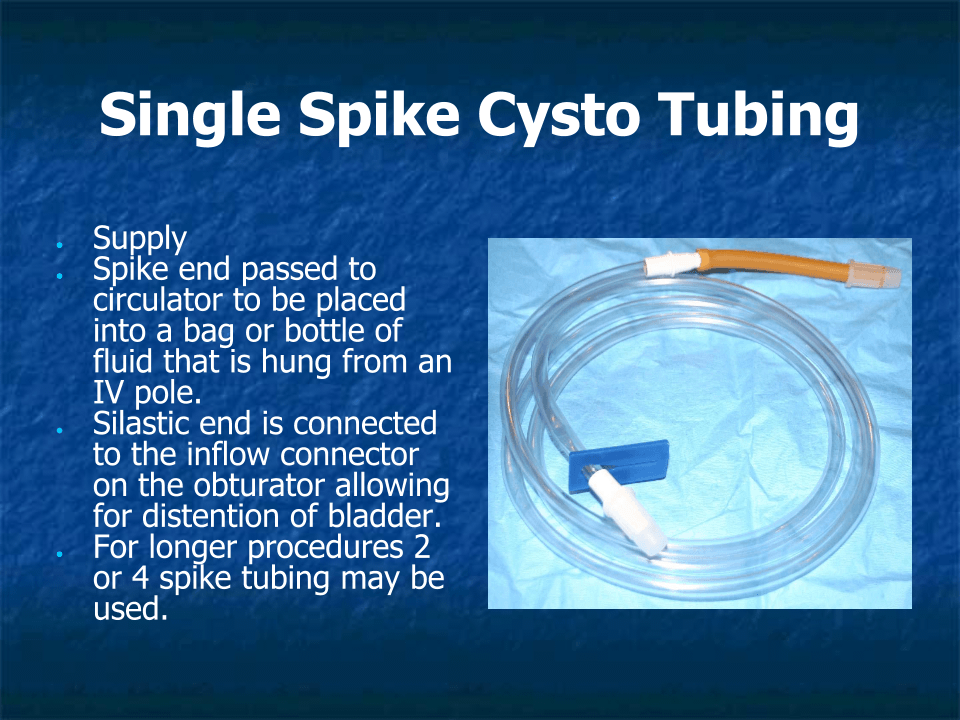 Single Spike Cysto Tubing
Supply
Spike end passed to
circulator to be placed
into a bag or bottle of
fluid that is hung from an
IV pole.
Silastic end is connected
to the inflow connector
on the obturator allowing
for distention of bladder.
For longer procedures 2
or 4 spike tubing may be
used.